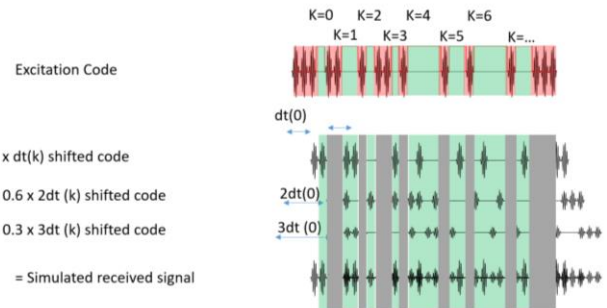 K=0 K=2 K=4 K=6
K=1 K=3 K=5 K=...
Excitation Code
dt(0)
x dt(k) shifted code
0.6 x 2dt (k) shifted code
2dt(0)
0.3 x 3dt (k) shifted code
3dt (0)
= Simulated received signal